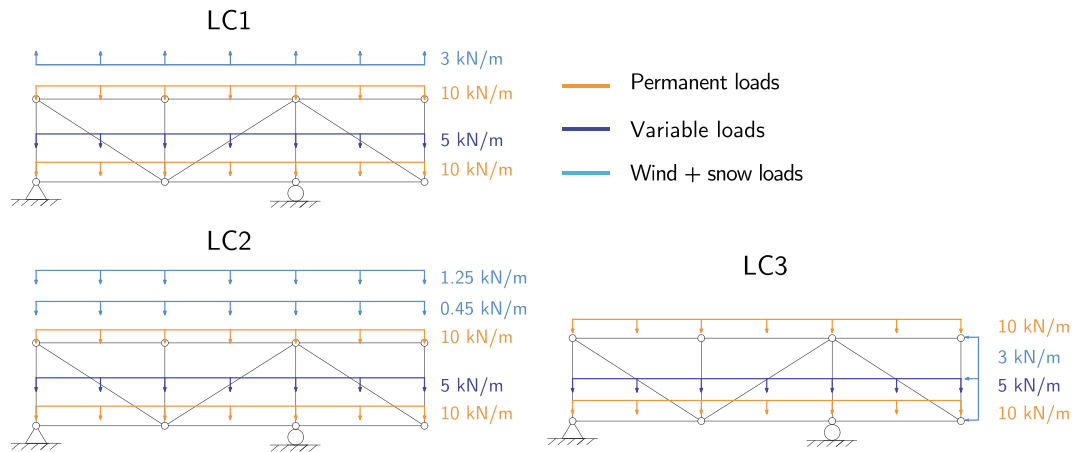 LC1
3 kN/m
10 kN/m
5 kN/m
10 kN/m
Permanent loads
Variable loads
Wind + snow loads
LC2
1.25 kN/m
0.45 kN/m
10 kN/m
5 kN/m
10 kN/m
LC3
10 kN/m
3 kN/m
5 kN/m
10 kN/m